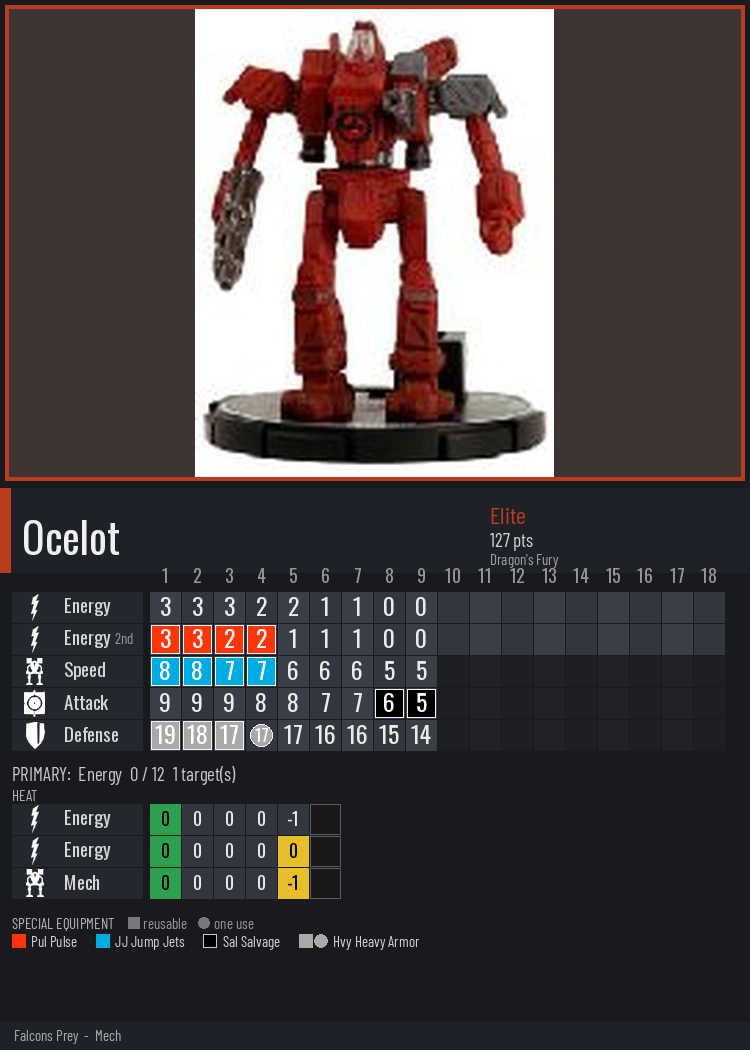 Ocelot
Elite
127 pts
Dragon's Fury
1 2 3 4 5 6 7 8 9 10 11 12 13 14 15 16 17 18
Energy 3 3 3 2 2 1 1 0 0
Energy 2nd 3 3 2 2 1 1 1 0 0
Speed 8 8 7 7 6 6 6 5 5
Attack 9 9 9 8 8 7 7 6 5
Defense 19 18 17 17 17 16 16 15 14
PRIMARY: Energy 0 / 12 1 target(s)
HEAT
Energy 0 0 0 0 -1
Energy 0 0 0 0 0
Mech 0 0 0 0 -1
SPECIAL EQUIPMENT reusable one use
Pul Pulse JJ Jump Jets Sal Salvage Hvy Heavy Armor
Falcons Prey - Mech